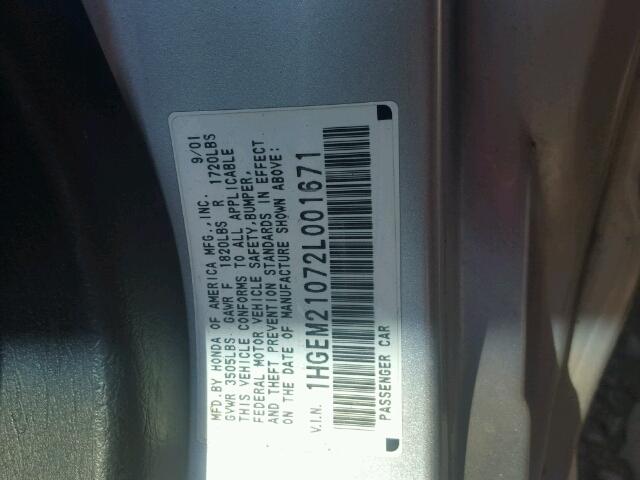 MFD.BY HONDA OF AMERICA MFG.,INC. 9/01
GVWR 3505LBS GAWR F 1820LBS R 1720LBS
THIS VEHICLE CONFORMS TO ALL APPLICABLE
FEDERAL MOTOR VEHICLE SAFETY,BUMPER,
AND THEFT PREVENTION STANDARDS IN EFFECT
ON THE DATE OF MANUFACTURE SHOWN ABOVE:
V.I.N. 1HGEM21072L001671
PASSENGER CAR